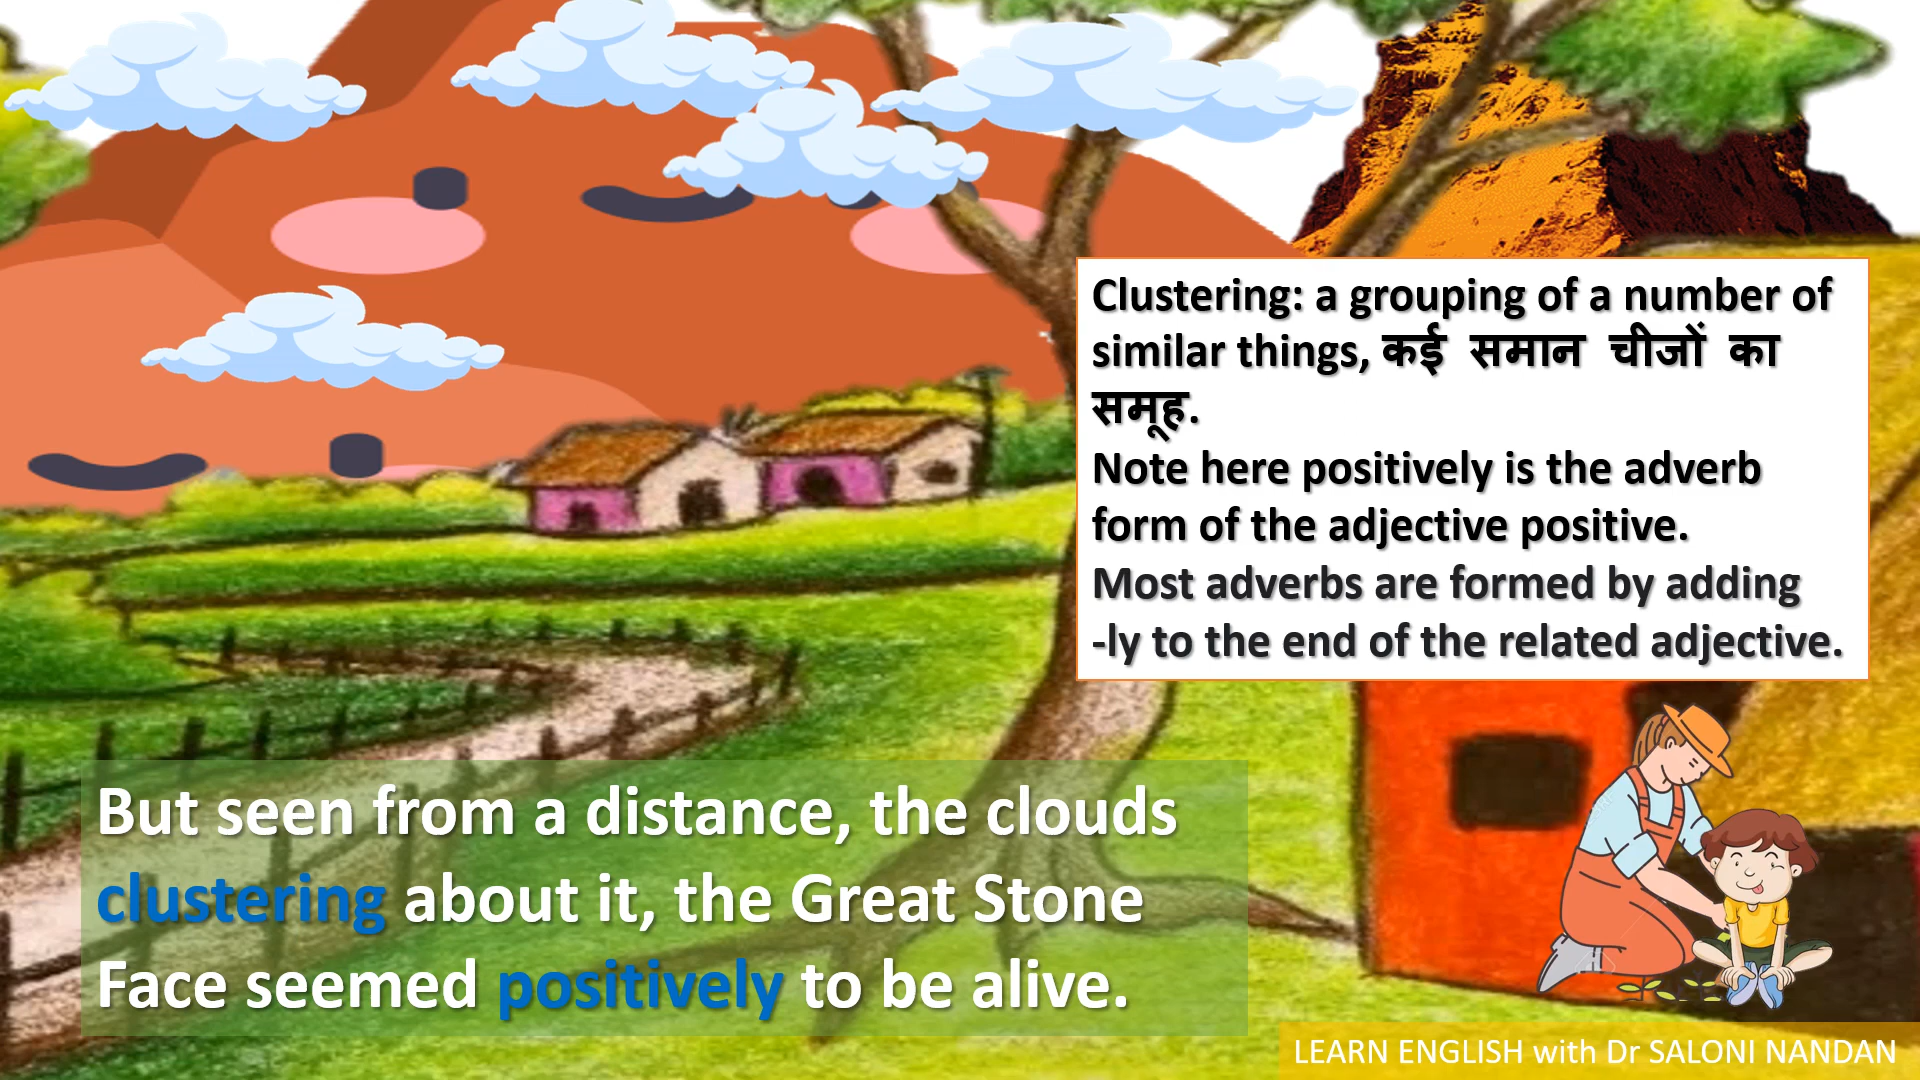 Clustering: a grouping of a number of
similar things, कई समान चीजों का
समूह.
Note here positively is the adverb
form of the adjective positive.
Most adverbs are formed by adding
-ly to the end of the related adjective.
But seen from a distance, the clouds
clustering about it, the Great Stone
Face seemed positively to be alive.
LEARN ENGLISH with Dr SALONI NANDAN